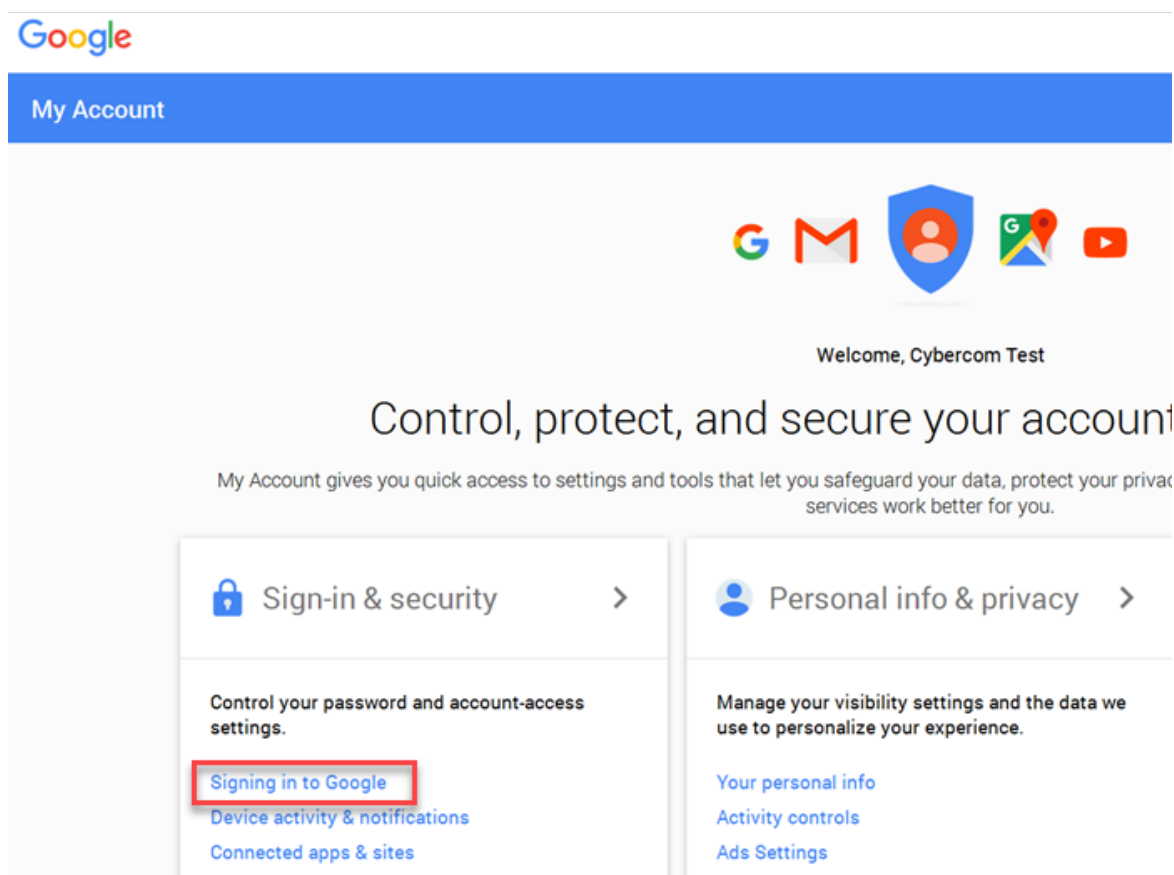 Google
My Account
G
G
Welcome, Cybercom Test
Control, protect, and secure your account
My Account gives you quick access to settings and tools that let you safeguard your data, protect your privac
services work better for you.
Sign-in & security
Control your password and account-access
settings.
Signing in to Google
Device activity & notifications
Connected apps & sites
Personal info & privacy
Manage your visibility settings and the data we
use to personalize your experience.
Your personal info
Activity controls
Ads Settings